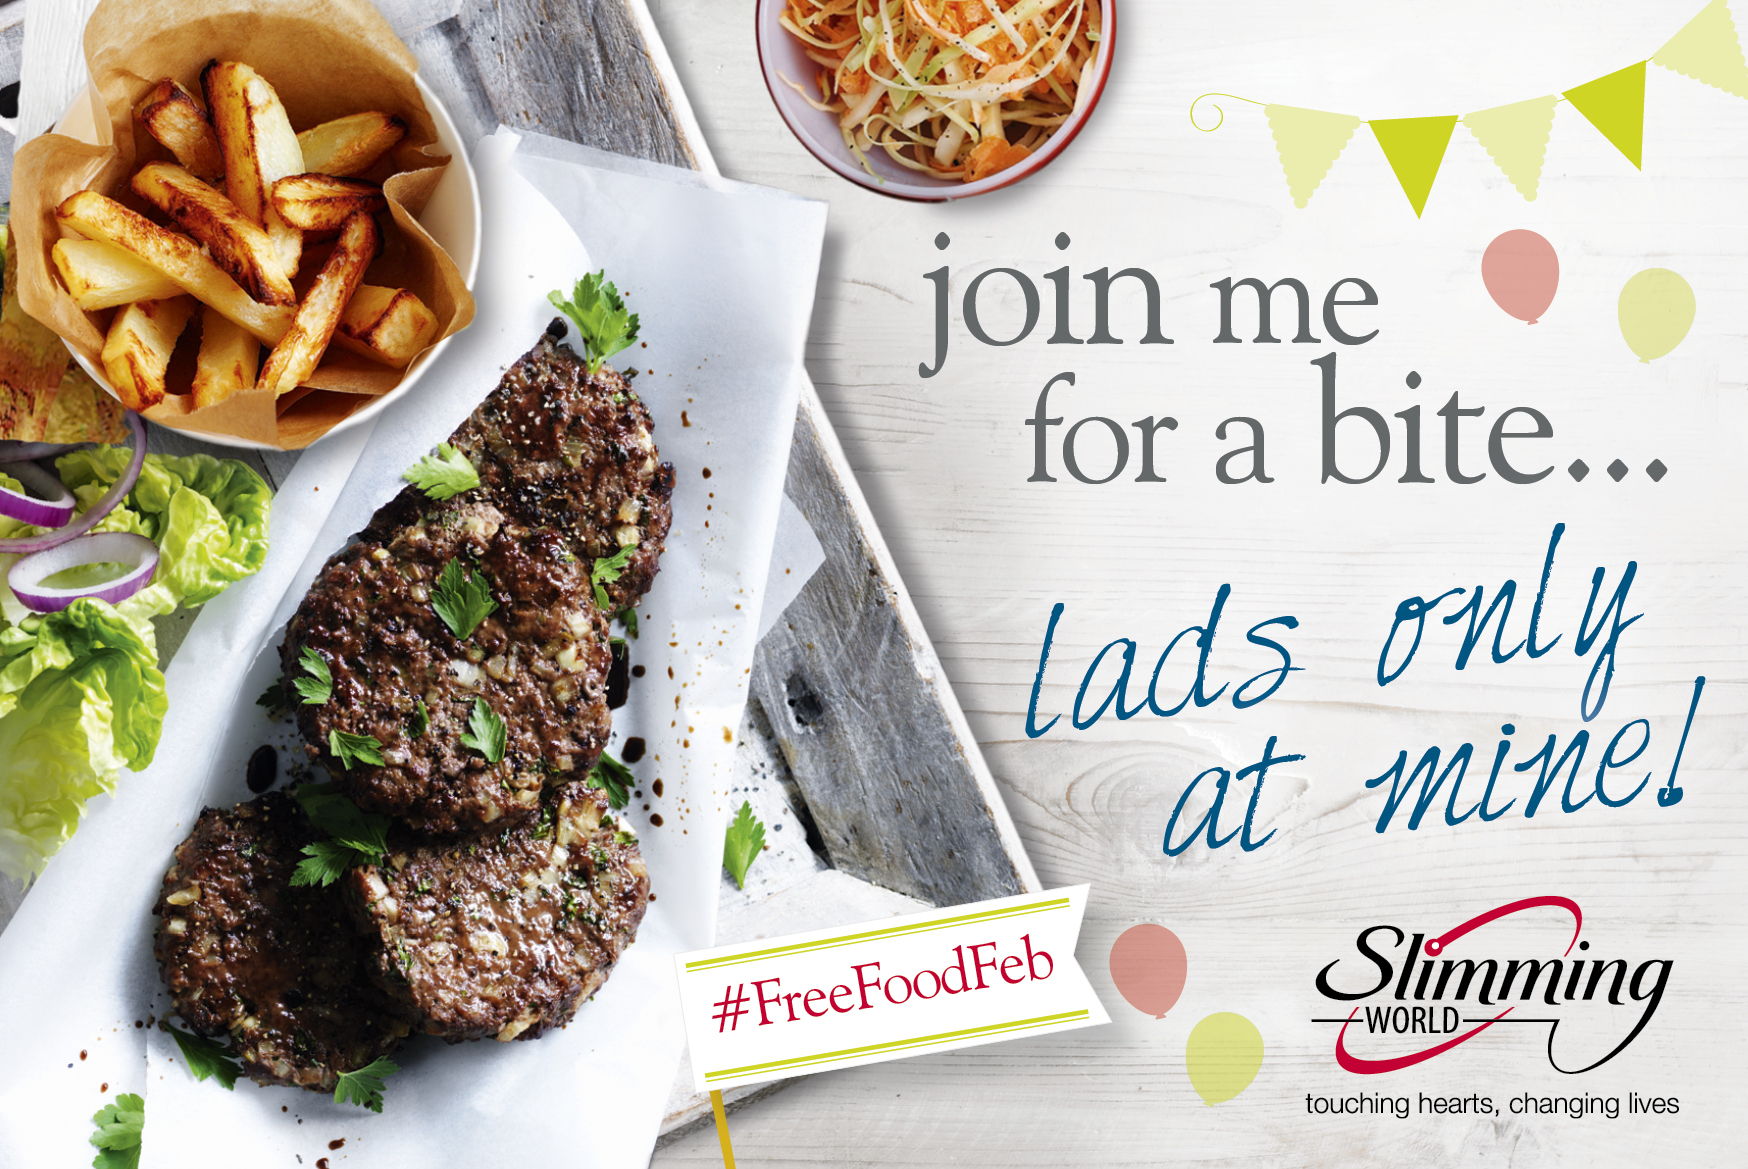 join me
for a bite...
lads only
at mine!
#FreeFoodFeb
Slimming
WORLD
touching hearts, changing lives